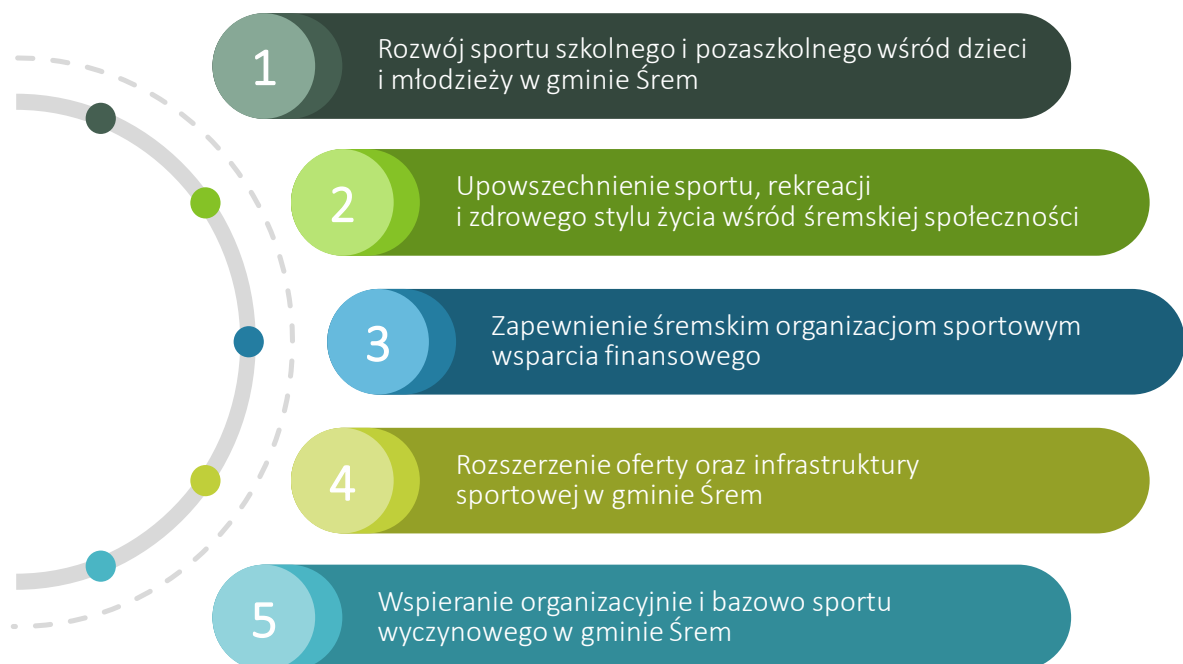 1
Rozwój sportu szkolnego i pozaszkolnego wśród dzieci
i młodzieży w gminie Śrem
2
Upowszechnienie sportu, rekreacji
i zdrowego stylu życia wśród śremskiej społeczności
3
Zapewnienie śremskim organizacjom sportowym
wsparcia finansowego
4
Rozszerzenie oferty oraz infrastruktury
sportowej w gminie Śrem
5
Wspieranie organizacyjnie i bazowo sportu
wyczynowego w gminie Śrem